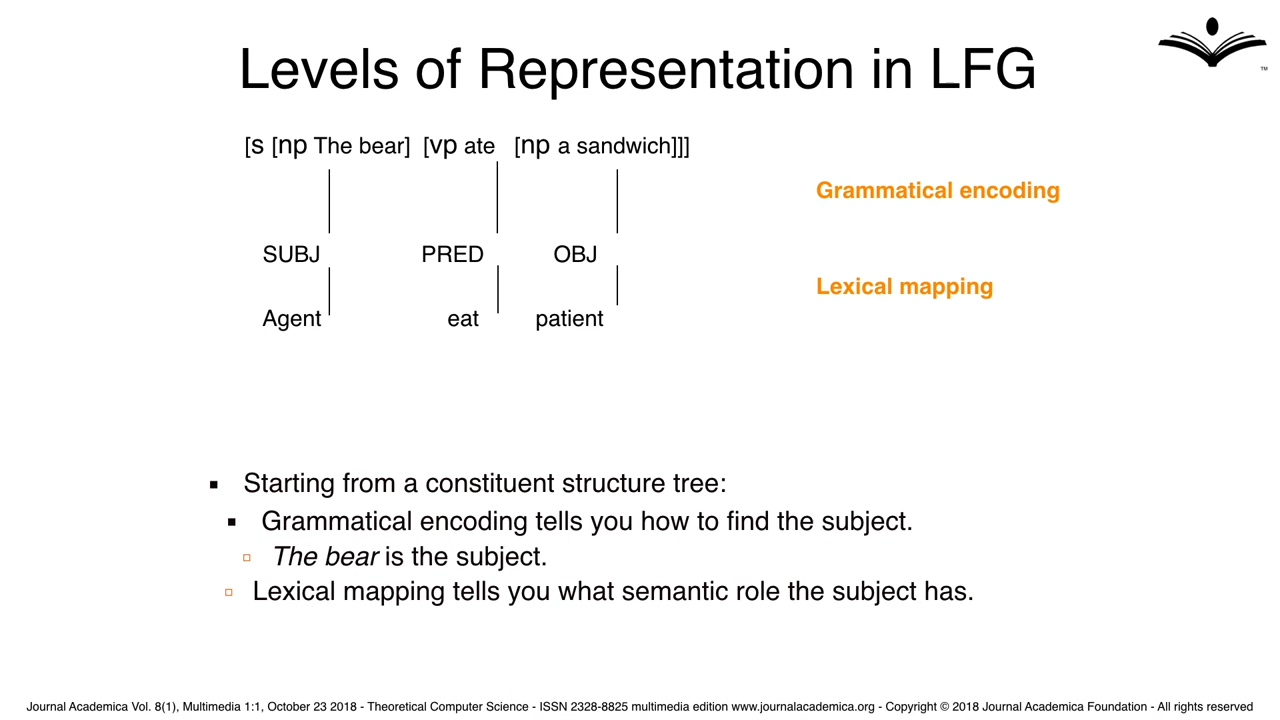 Levels of Representation in LFG
TM
[s [np The bear] [vp ate [np a sandwich]]]
Grammatical encoding
SUBJ PRED OBJ
Lexical mapping
Agent eat patient
Starting from a constituent structure tree:
Grammatical encoding tells you how to find the subject.
The bear is the subject.
Lexical mapping tells you what semantic role the subject has.
Journal Academica Vol. 8(1), Multimedia 1:1, October 23 2018 - Theoretical Computer Science - ISSN 2328-8825 multimedia edition www.journalacademica.org - Copyright © 2018 Journal Academica Foundation - All rights reserved